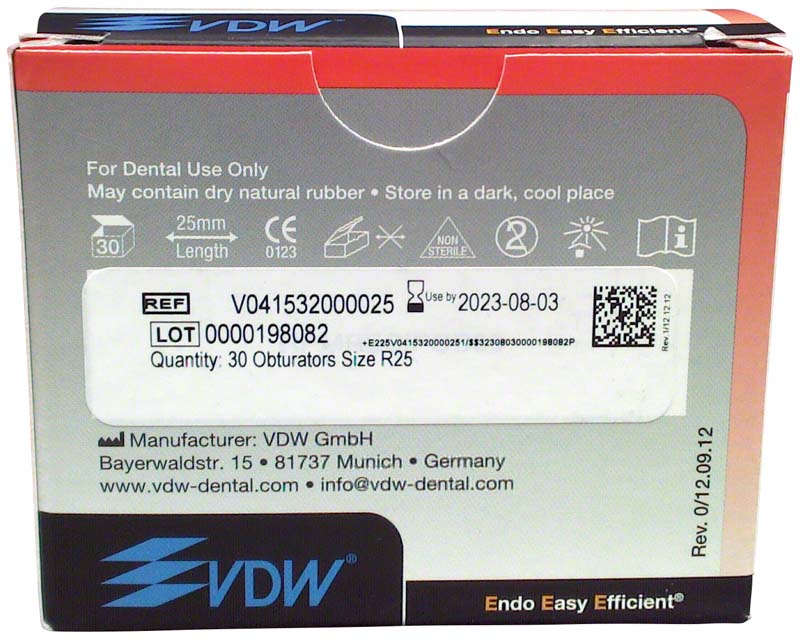 VDW
Endo Easy Efficient®
For Dental Use Only
May contain dry natural rubber • Store in a dark, cool place
30
25mm
Length
CE
0123
NON
STERILE
2
i
REF V041532000025 Use by 2023-08-03
LOT 0000198082
+E225V0415320000251/$$32308030000198082P
Rev.1/12.12.12
Quantity: 30 Obturators Size R25
Manufacturer: VDW GmbH
Bayerwaldstr. 15 • 81737 Munich • Germany
www.vdw-dental.com • info@vdw-dental.com
Rev. 0/12.09.12
VDW®
Endo Easy Efficient®